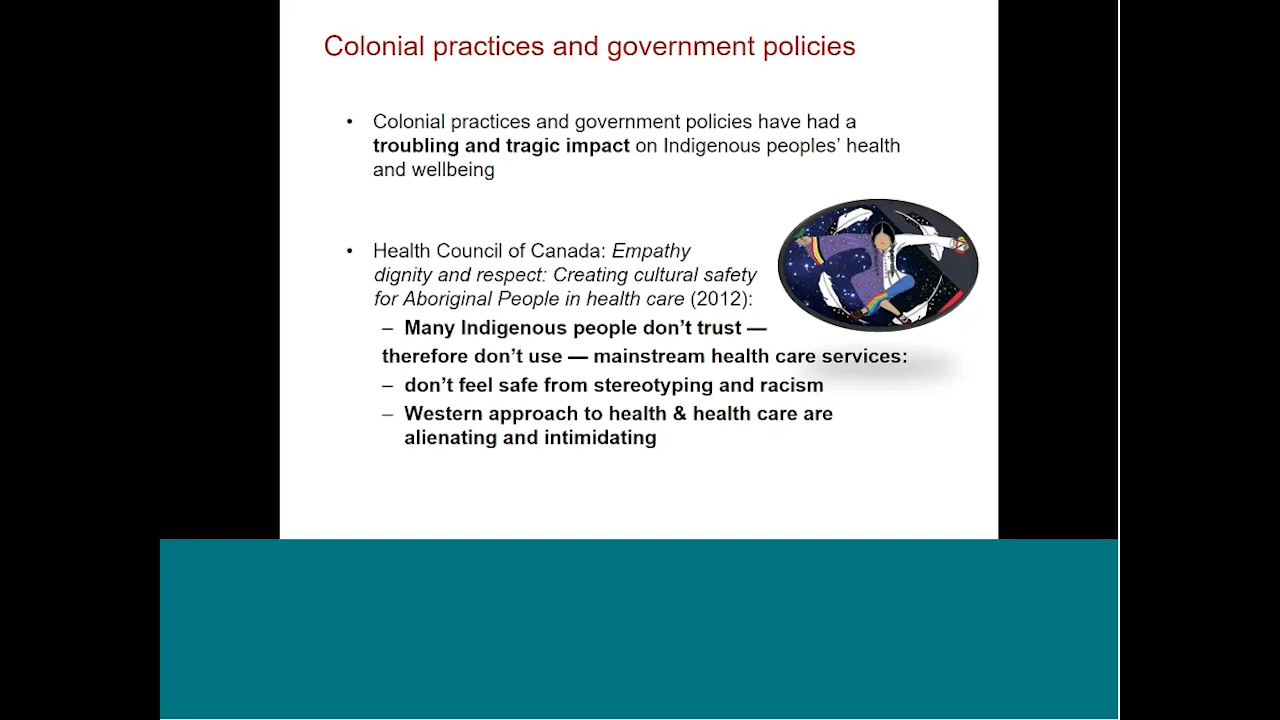 Colonial practices and government policies
• Colonial practices and government policies have had a
troubling and tragic impact on Indigenous peoples’ health
and wellbeing
• Health Council of Canada: Empathy
dignity and respect: Creating cultural safety
for Aboriginal People in health care (2012):
– Many Indigenous people don’t trust —
therefore don’t use — mainstream health care services:
– don’t feel safe from stereotyping and racism
– Western approach to health & health care are
alienating and intimidating